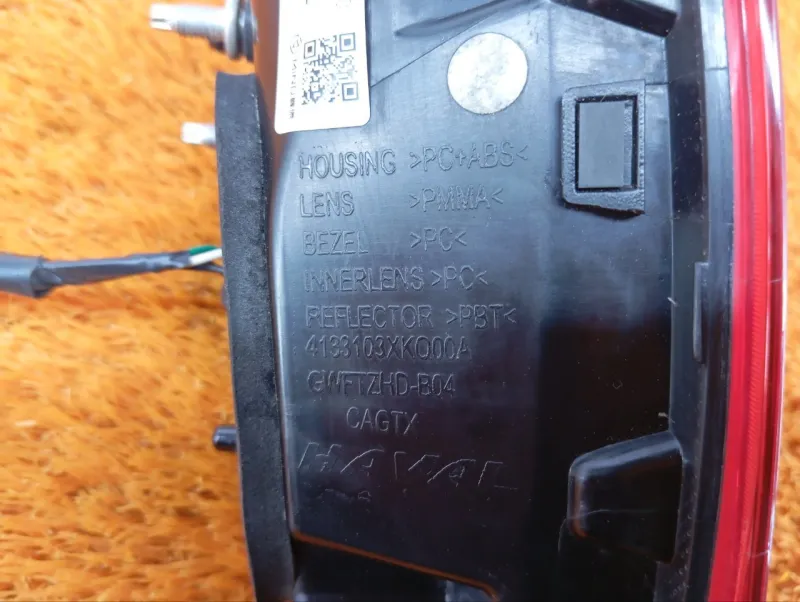 HOUSING >PC+ABS<
LENS >PMMA<
BEZEL >PC<
INNERLENS >PC<
REFLECTOR >PBT<
4133103XKQ00A
GWFTZHD-B04
CAGTX
HAVAL